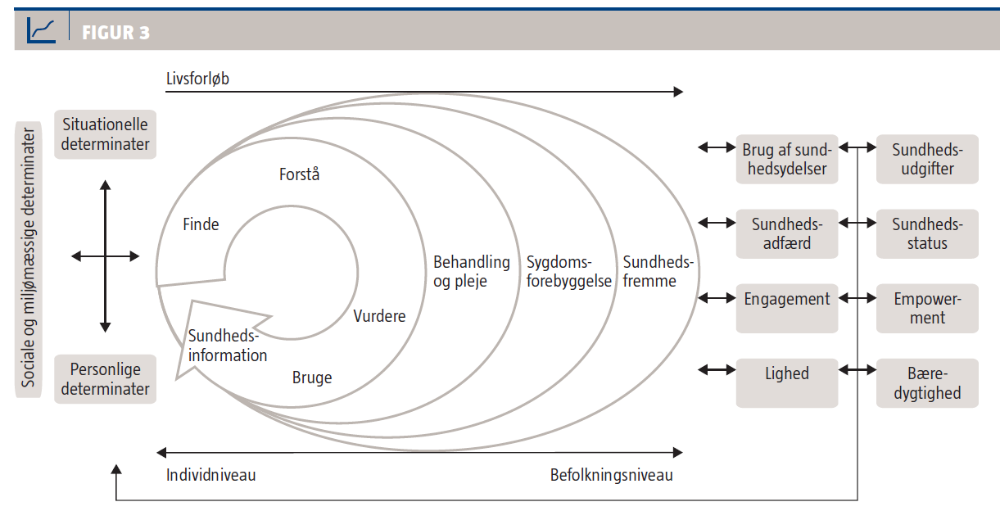 FIGUR 3
Livsforløb
Sociale og miljømæssige determinater
Situationelle
determinater
Personlige
determinater
Forstå
Finde
Vurdere
Sundheds-
information
Bruge
Behandling
og pleje
Sygdoms-
forebyggelse
Sundheds-
fremme
Brug af sund-
hedsydelser
Sundheds-
udgifter
Sundheds-
adfærd
Sundheds-
status
Engagement
Empower-
ment
Lighed
Bære-
dygtighed
Individniveau
Befolkningsniveau